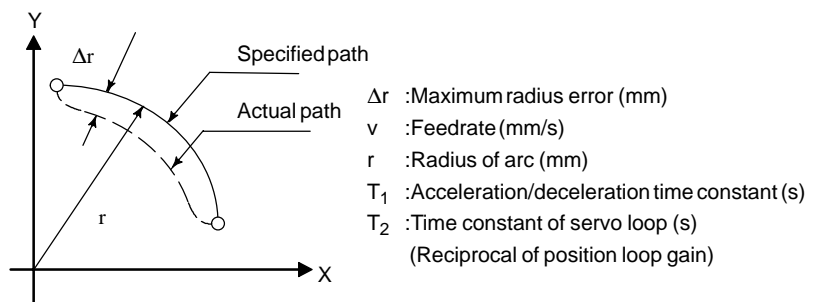 Y
Δr
Specified path
Actual path
r
X
Δr :Maximum radius error (mm)
v :Feedrate (mm/s)
r :Radius of arc (mm)
T₁ :Acceleration/deceleration time constant (s)
T₂ :Time constant of servo loop (s)
(Reciprocal of position loop gain)